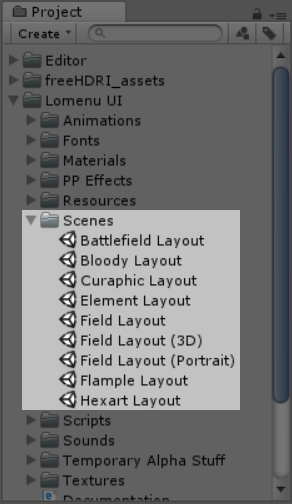 Project
Create
Editor
freeHDRI_assets
Lomenu UI
Animations
Fonts
Materials
PP Effects
Resources
Scenes
Battlefield Layout
Bloody Layout
Curaphic Layout
Element Layout
Field Layout
Field Layout (3D)
Field Layout (Portrait)
Flample Layout
Hexart Layout
Scripts
Sounds
Temporary Alpha Stuff
Textures
Documentation